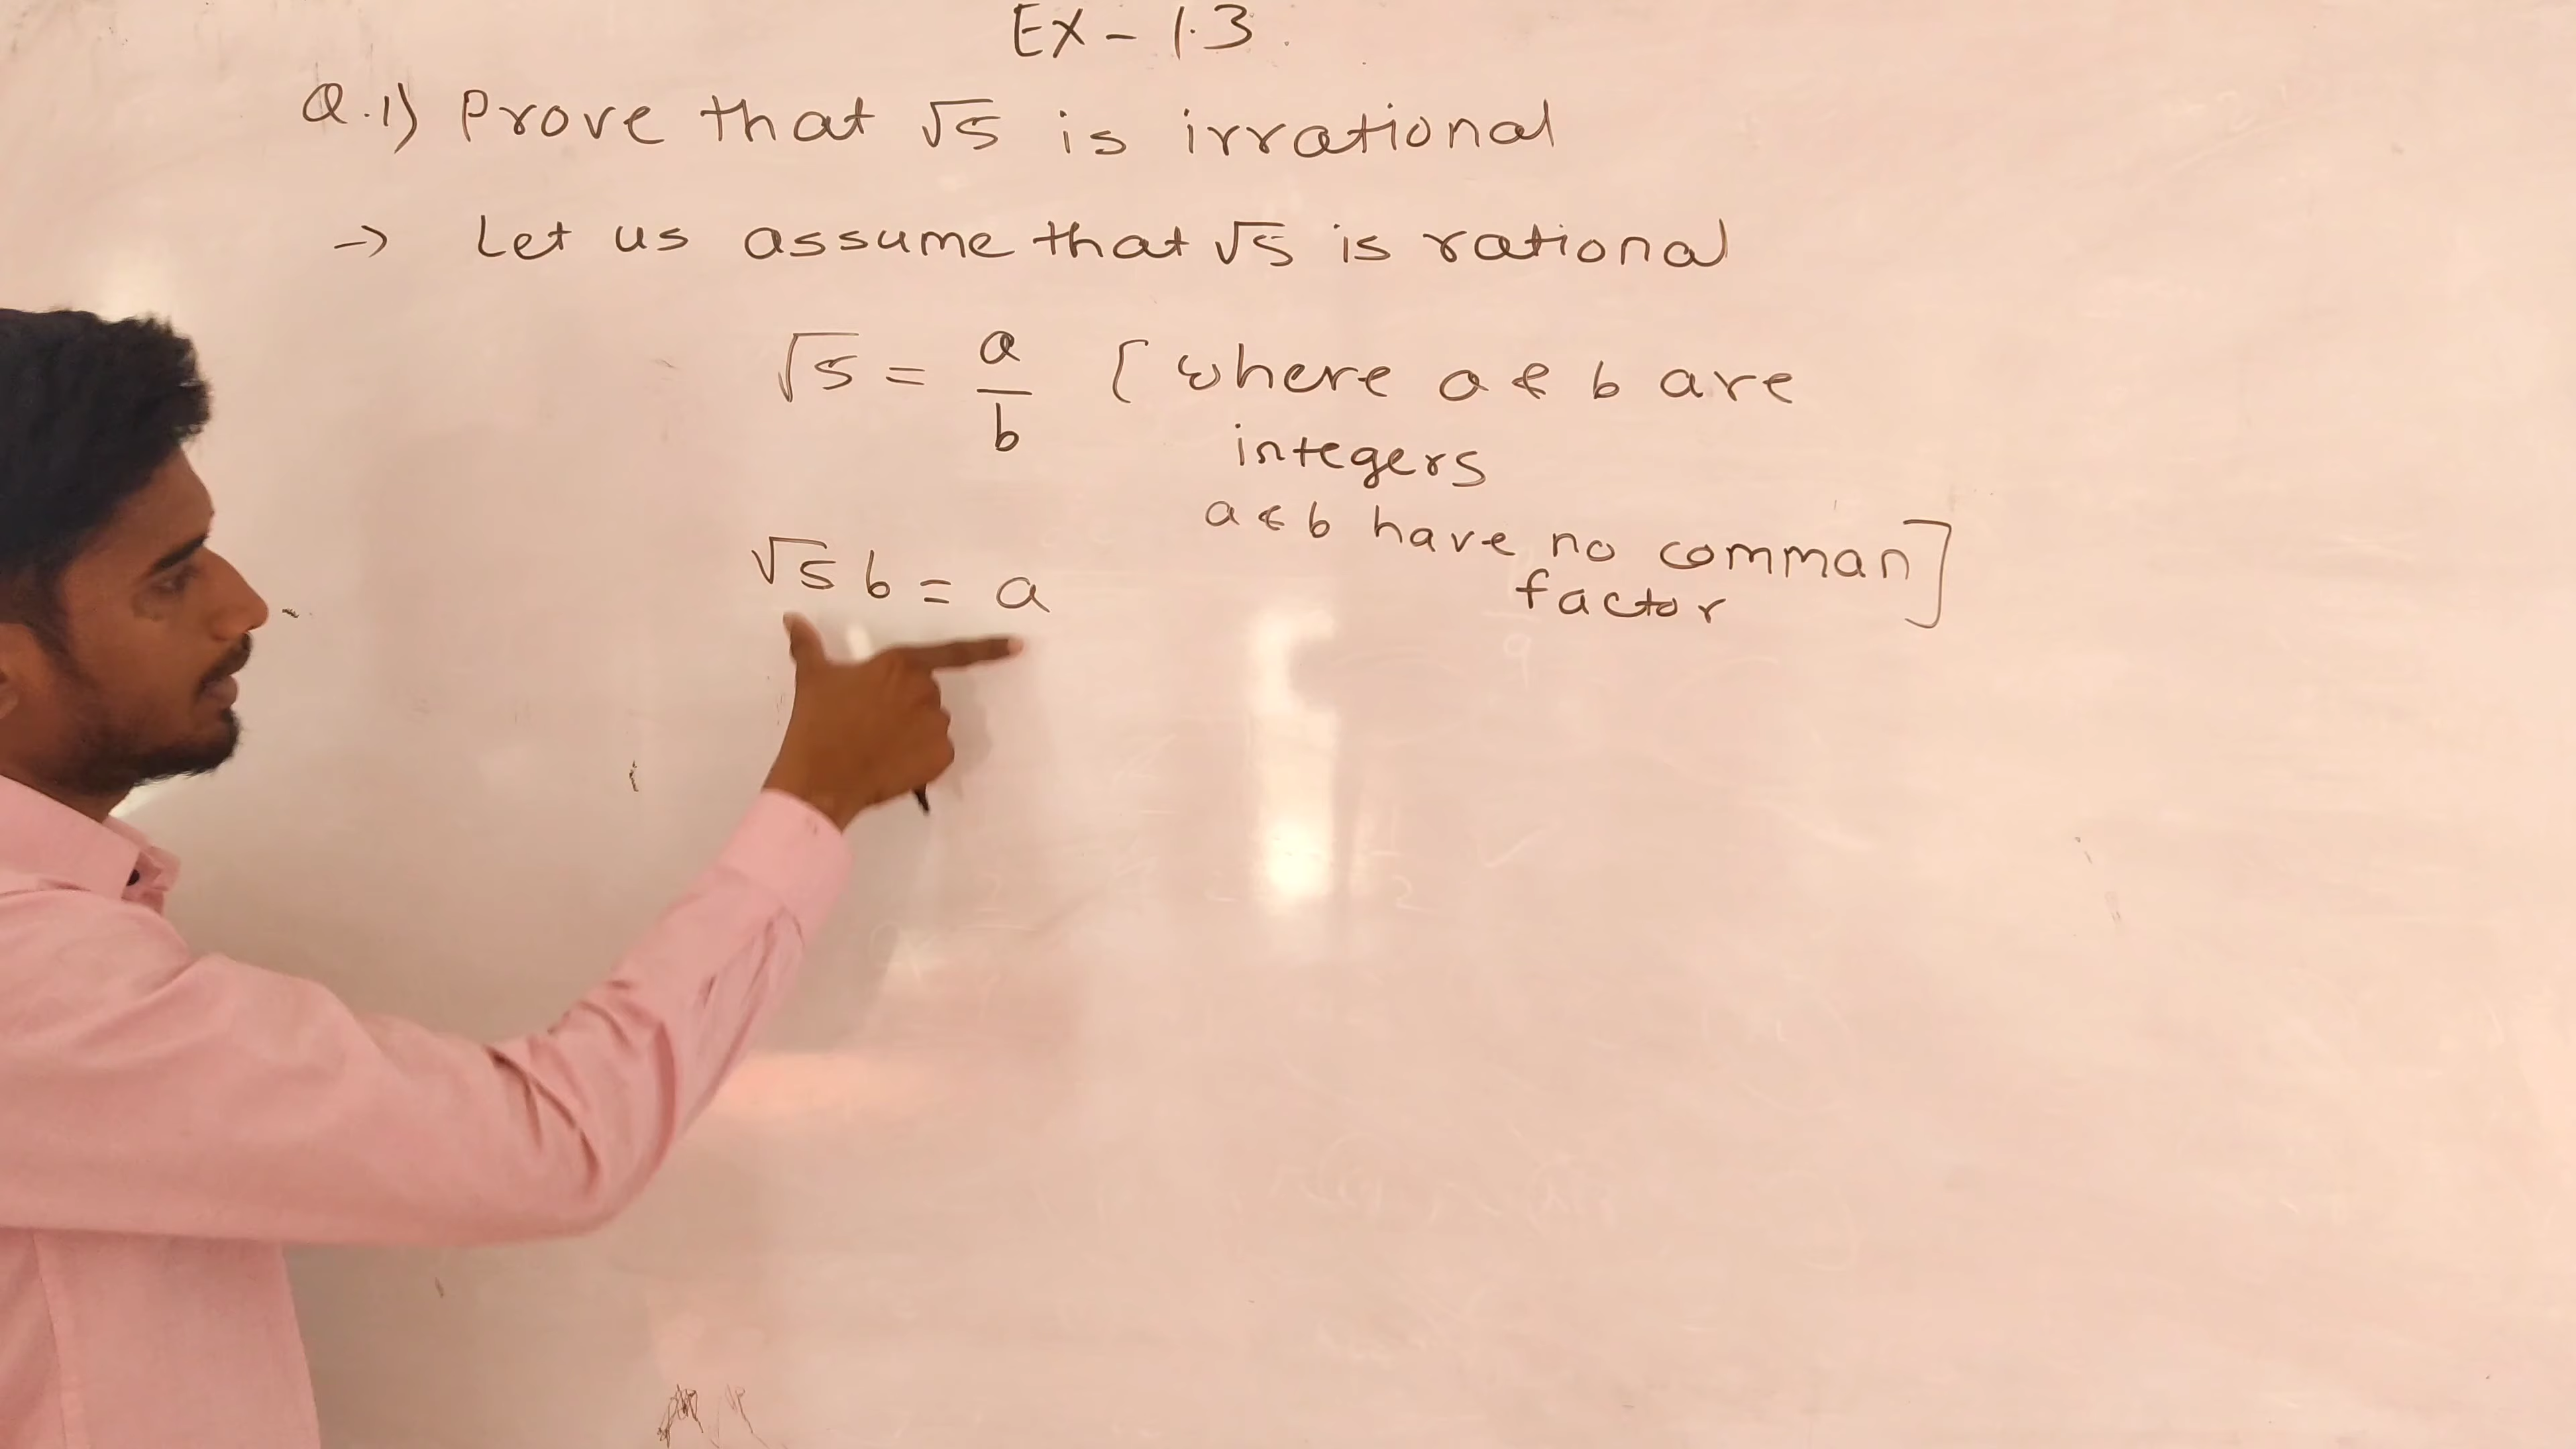 EX - 1.3
Q.1) Prove that √5 is irrational
→ Let us assume that √5 is rational
√5 = a/b [ where a & b are
integers
a & b have no comman
factor ]
√5 b = a